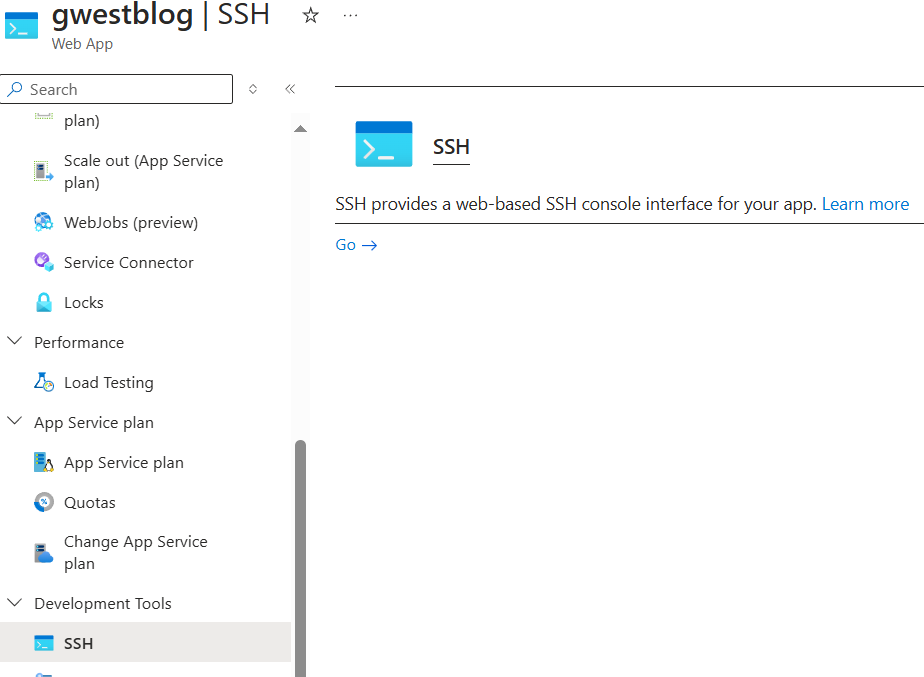 gwestblog | SSH
Web App
Search
plan)
Scale out (App Service
plan)
WebJobs (preview)
Service Connector
Locks
Performance
Load Testing
App Service plan
App Service plan
Quotas
Change App Service
plan
Development Tools
SSH
SSH
SSH provides a web-based SSH console interface for your app. Learn more
Go →